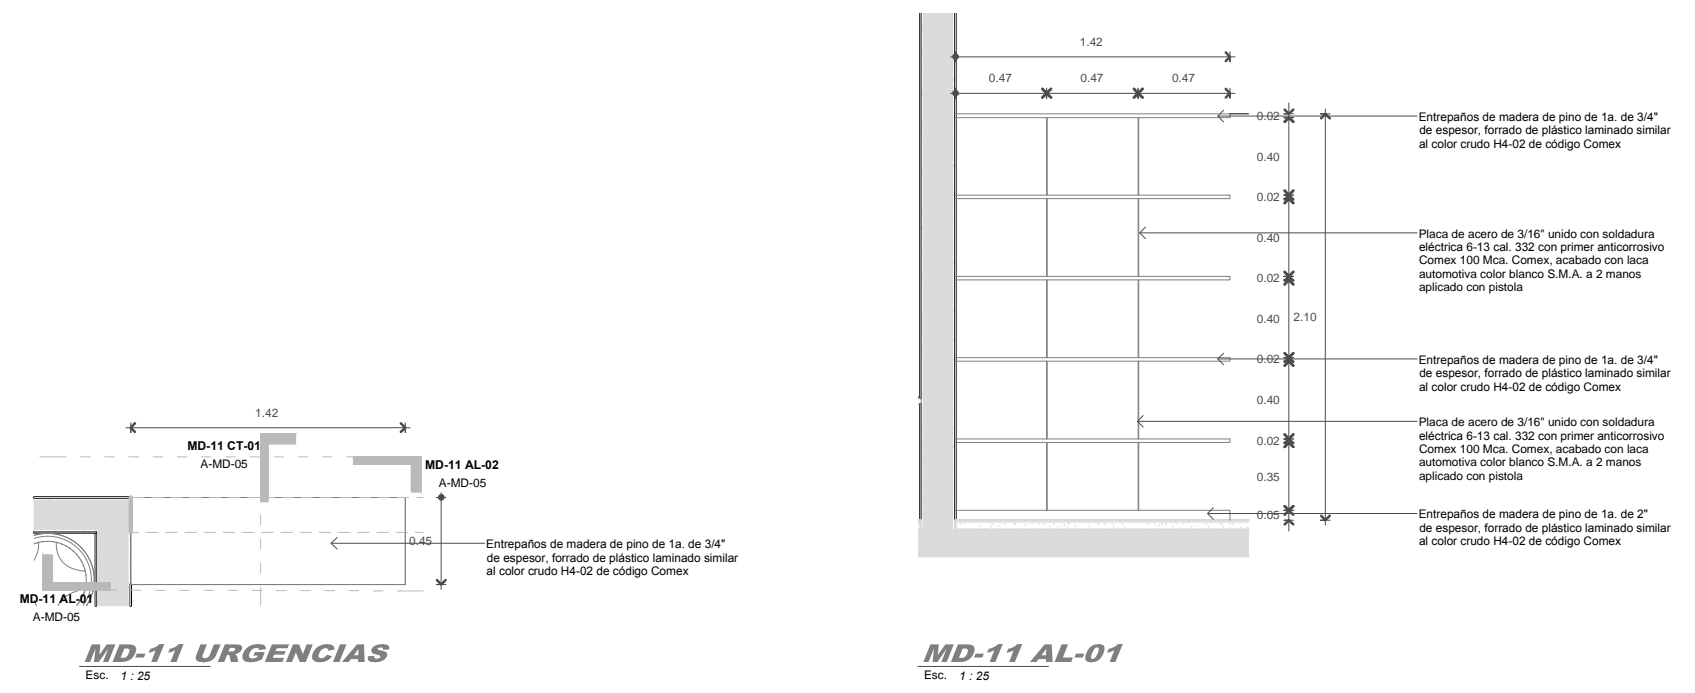 1.42
MD-11 CT-01
A-MD-05
MD-11 AL-02
A-MD-05
0.45
Entrepaños de madera de pino de 1a. de 3/4"
de espesor, forrado de plástico laminado similar
al color crudo H4-02 de código Comex
MD-11 AL-01
A-MD-05
MD-11 URGENCIAS
Esc. 1 : 25
1.42
0.47 0.47 0.47
0.02
0.40
0.02
0.40
0.02
0.40
2.10
0.02
0.40
0.02
0.35
0.05
Entrepaños de madera de pino de 1a. de 3/4"
de espesor, forrado de plástico laminado similar
al color crudo H4-02 de código Comex
Placa de acero de 3/16" unido con soldadura
eléctrica 6-13 cal. 332 con primer anticorrosivo
Comex 100 Mca. Comex, acabado con laca
automotiva color blanco S.M.A. a 2 manos
aplicado con pistola
Entrepaños de madera de pino de 1a. de 3/4"
de espesor, forrado de plástico laminado similar
al color crudo H4-02 de código Comex
Placa de acero de 3/16" unido con soldadura
eléctrica 6-13 cal. 332 con primer anticorrosivo
Comex 100 Mca. Comex, acabado con laca
automotiva color blanco S.M.A. a 2 manos
aplicado con pistola
Entrepaños de madera de pino de 1a. de 2"
de espesor, forrado de plástico laminado similar
al color crudo H4-02 de código Comex
MD-11 AL-01
Esc. 1 : 25